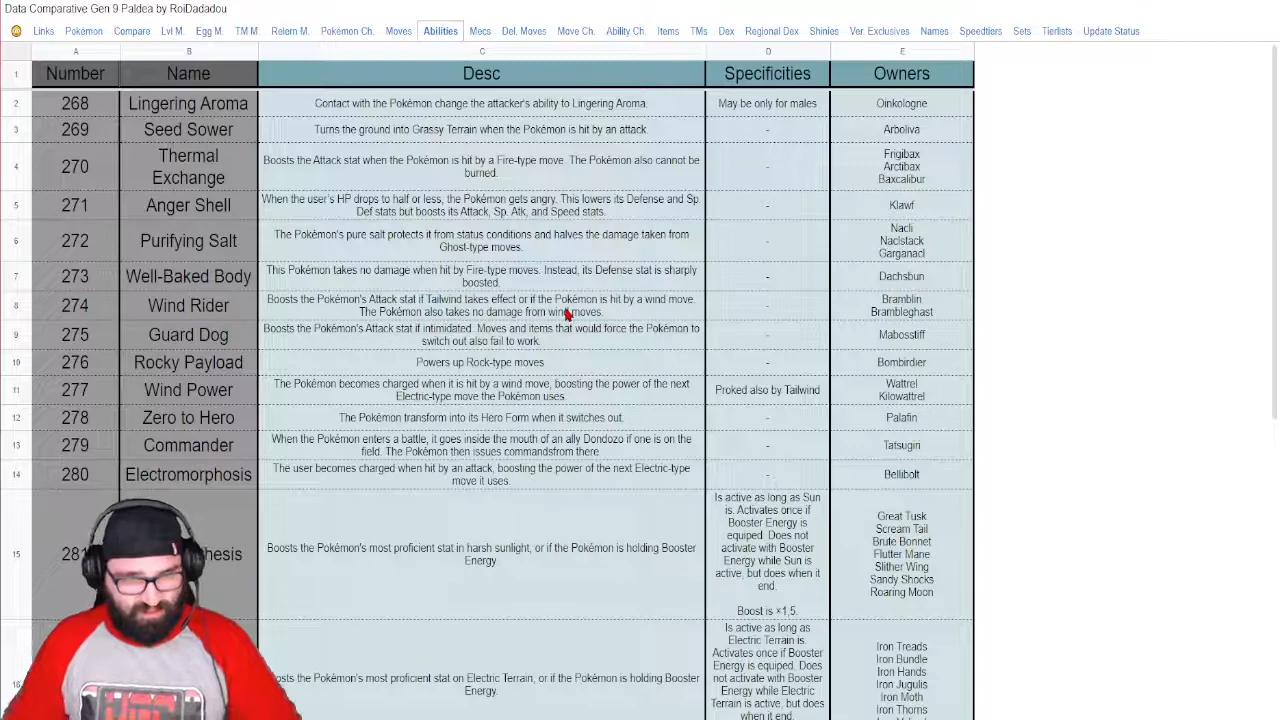 Data Comparative Gen 9 Paldea by RoiDadadou
Links Pokémon Compare Lvl M. Egg M. TM M. Relern M. Pokémon Ch. Moves Abilities Mecs Del. Moves Move Ch. Ability Ch. Items TMs Dex Regional Dex Shinies Ver. Exclusives Names Speedtiers Sets Tierlists Update Status
A B C D E
1 Number Name Desc Specificities Owners
2 268 Lingering Aroma Contact with the Pokémon change the attacker's ability to Lingering Aroma. May be only for males Oinkologne
3 269 Seed Sower Turns the ground into Grassy Terrain when the Pokémon is hit by an attack. - Arboliva
4 270 Thermal Exchange Boosts the Attack stat when the Pokémon is hit by a Fire-type move. The Pokémon also cannot be
burned. - Frigibax
Arctibax
Baxcalibur
5 271 Anger Shell When the user's HP drops to half or less, the Pokémon gets angry. This lowers its Defense and Sp.
Def stats but boosts its Attack, Sp. Atk, and Speed stats. - Klawf
6 272 Purifying Salt The Pokémon's pure salt protects it from status conditions and halves the damage taken from
Ghost-type moves. - Nacli
Naclstack
Garganacl
7 273 Well-Baked Body This Pokémon takes no damage when hit by Fire-type moves. Instead, its Defense stat is sharply
boosted. - Dachsbun
8 274 Wind Rider Boosts the Pokémon's Attack stat if Tailwind takes effect or if the Pokémon is hit by a wind move.
The Pokémon also takes no damage from wind moves. - Bramblin
Brambleghast
9 275 Guard Dog Boosts the Pokémon's Attack stat if intimidated. Moves and items that would force the Pokémon to
switch out also fail to work. - Mabosstiff
10 276 Rocky Payload Powers up Rock-type moves - Bombirdier
11 277 Wind Power The Pokémon becomes charged when it is hit by a wind move, boosting the power of the next
Electric-type move the Pokémon uses. Proked also by Tailwind Wattrel
Kilowattrel
12 278 Zero to Hero The Pokémon transform into its Hero Form when it switches out. - Palafin
13 279 Commander When the Pokémon enters a battle, it goes inside the mouth of an ally Dondozo if one is on the
field. The Pokémon then issues commandsfrom there - Tatsugiri
14 280 Electromorphosis The user becomes charged when hit by an attack, boosting the power of the next Electric-type
move it uses. - Bellibolt
15 281 hesis Boosts the Pokémon's most proficient stat in harsh sunlight, or if the Pokémon is holding Booster
Energy
Is active as long as Sun
is. Activates once if
Booster Energy is
equiped. Does not
activate with Booster
Energy while Sun is
active, but does when it
end.
Boost is ×1,5.
Great Tusk
Scream Tail
Brute Bonnet
Flutter Mane
Slither Wing
Sandy Shocks
Roaring Moon
sts the Pokémon's most proficient stat on Electric Terrain, or if the Pokémon is holding Booster
Energy.
Is active as long as
Electric Terrain is.
Activates once if Booster
Energy is equiped. Does
not activate with Booster
Energy while Electric
Terrain is active, but does
when it end.
Iron Treads
Iron Bundle
Iron Hands
Iron Jugulis
Iron Moth
Iron Thorns